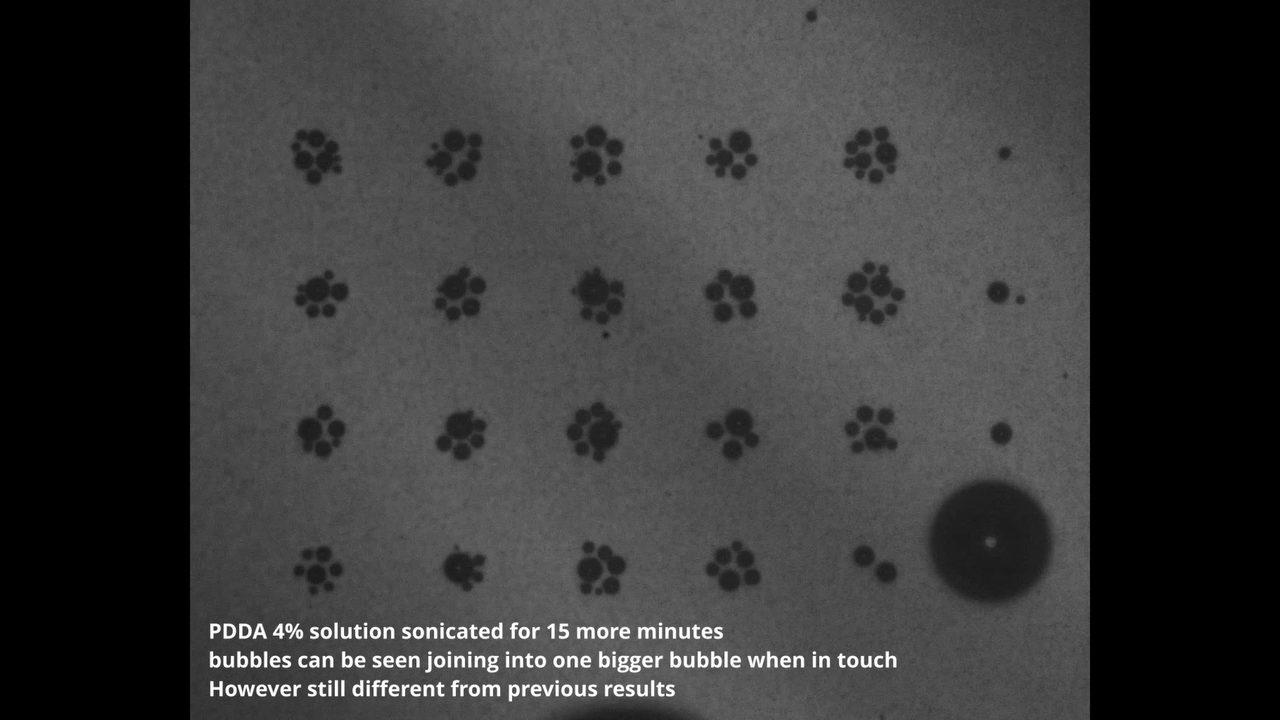 PDDA 4% solution sonicated for 15 more minutes
bubbles can be seen joining into one bigger bubble when in touch
However still different from previous results